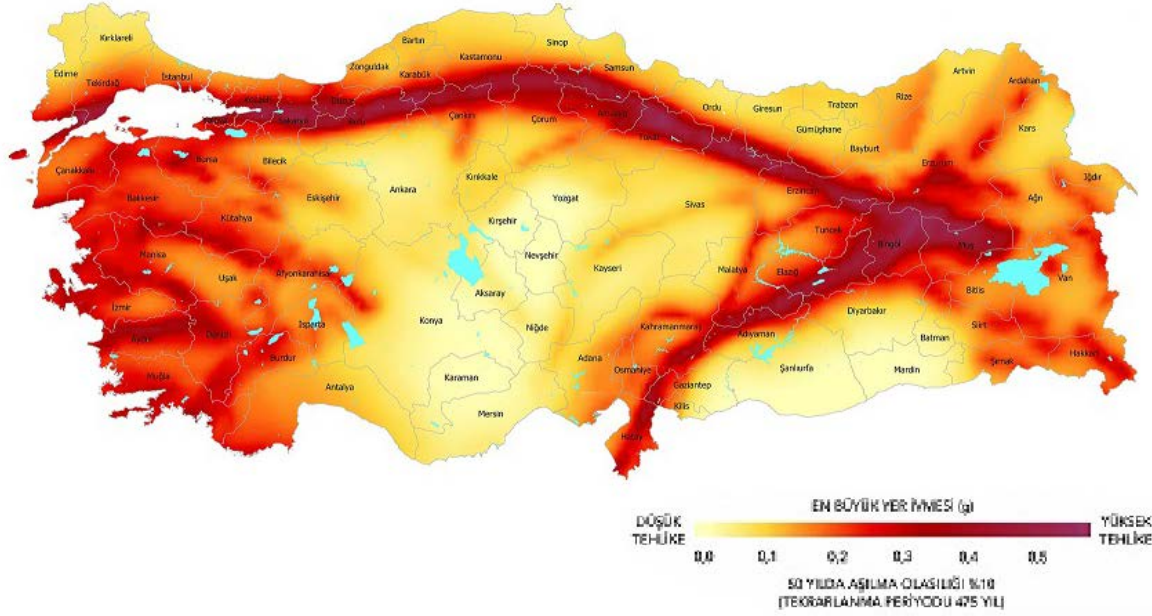 Kırklareli
Edirne
Tekirdağ
İstanbul
Bartın
Zonguldak
Karabük
Kastamonu
Sinop
Samsun
Ordu
Giresun
Trabzon
Rize
Artvin
Ardahan
Kars
Gümüşhane
Bayburt
Erzurum
Iğdır
Ağrı
Çankırı
Çorum
Amasya
Tokat
Çanakkale
Bursa
Bilecik
Balıkesir
Eskişehir
Ankara
Kırıkkale
Yozgat
Sivas
Erzincan
Tunceli
Bingöl
Muş
Kütahya
Kırşehir
Nevşehir
Kayseri
Malatya
Elazığ
Bitlis
Van
Manisa
Uşak
Afyonkarahisar
Aksaray
Konya
Niğde
İzmir
Aydın
Denizli
Isparta
Burdur
Muğla
Antalya
Karaman
Mersin
Adana
Osmaniye
Kahramanmaraş
Adıyaman
Gaziantep
Kilis
Hatay
Şanlıurfa
Diyarbakır
Mardin
Batman
Siirt
Şırnak
Hakkari
EN BÜYÜK YER İVMESİ (g)
DÜŞÜK
TEHLİKE
YÜKSEK
TEHLİKE
0,0 0,1 0,2 0,3 0,4 0,5
50 YILDA AŞILMA OLASILIĞI %10
(TEKRARLANMA PERİYODU 475 YIL)